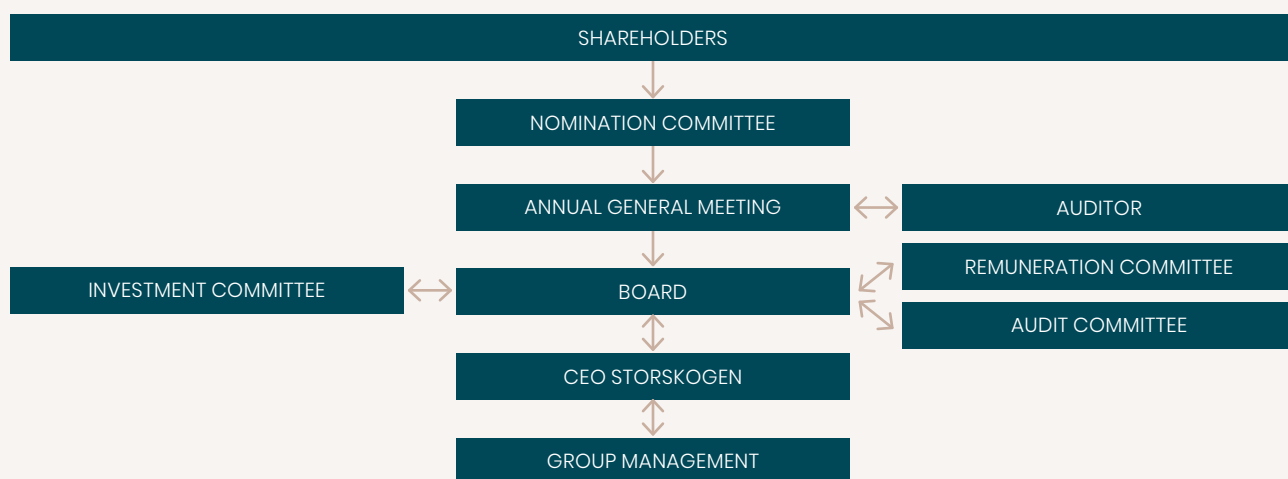 SHAREHOLDERS
NOMINATION COMMITTEE
ANNUAL GENERAL MEETING
AUDITOR
REMUNERATION COMMITTEE
INVESTMENT COMMITTEE
BOARD
AUDIT COMMITTEE
CEO STORSKOGEN
GROUP MANAGEMENT